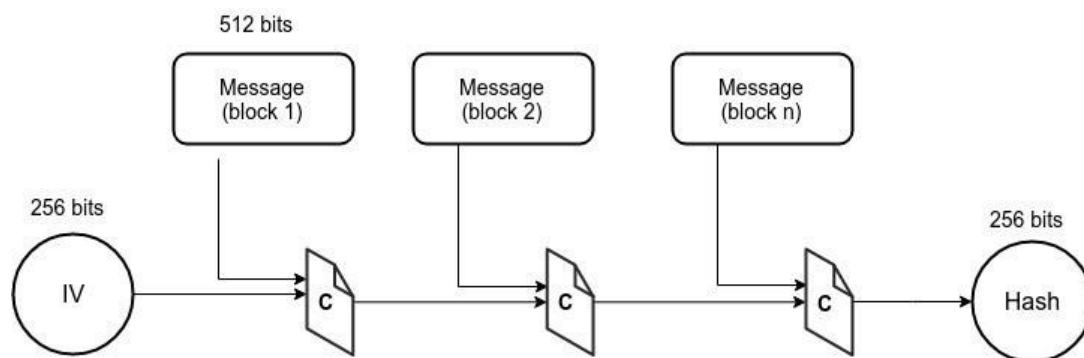 512 bits
Message
(block 1)
Message
(block 2)
Message
(block n)
256 bits
256 bits
IV
C
C
C
Hash